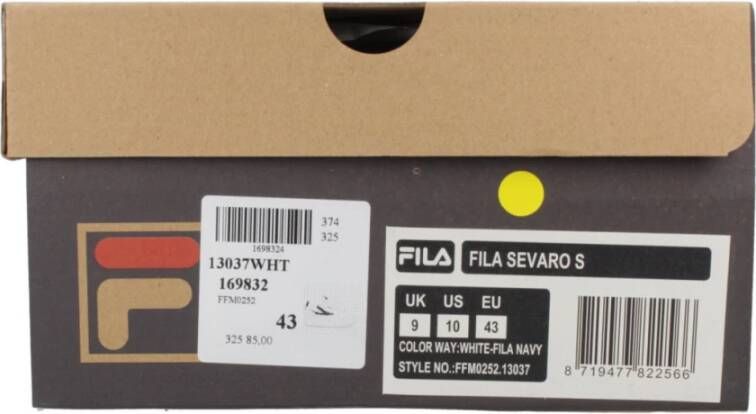 374
325
1698324
13037WHT
169832
FFM0252
43
325 85,00
FILA
FILA SEVARO S
UK US EU
9 10 43
COLOR WAY:WHITE-FILA NAVY
STYLE NO.:FFM0252.13037
8 719477 822566